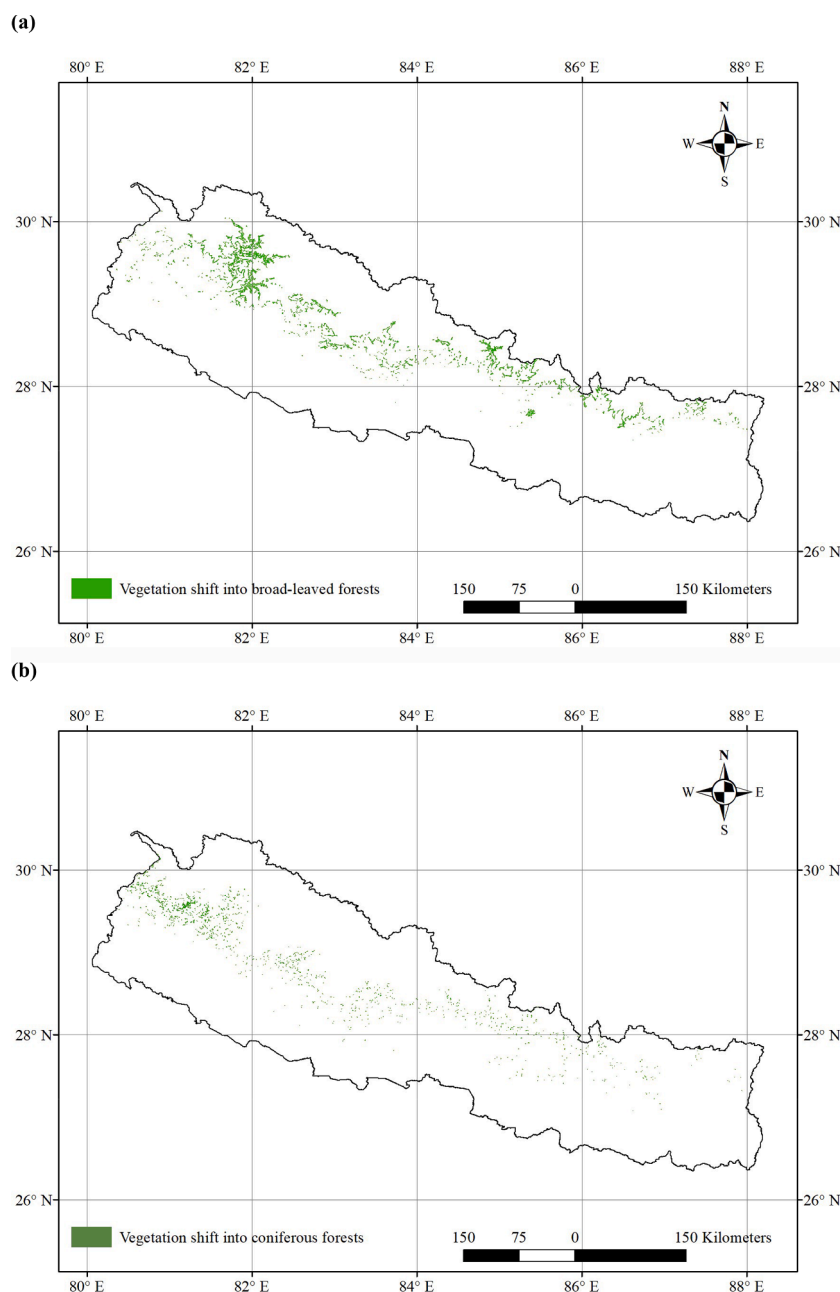 (a)
80° E 82° E 84° E 86° E 88° E
N
W E
S
30° N 30° N
28° N 28° N
26° N 26° N
Vegetation shift into broad-leaved forests 150 75 0 150 Kilometers
80° E 82° E 84° E 86° E 88° E
(b)
80° E 82° E 84° E 86° E 88° E
N
W E
S
30° N 30° N
28° N 28° N
26° N 26° N
Vegetation shift into coniferous forests 150 75 0 150 Kilometers
80° E 82° E 84° E 86° E 88° E